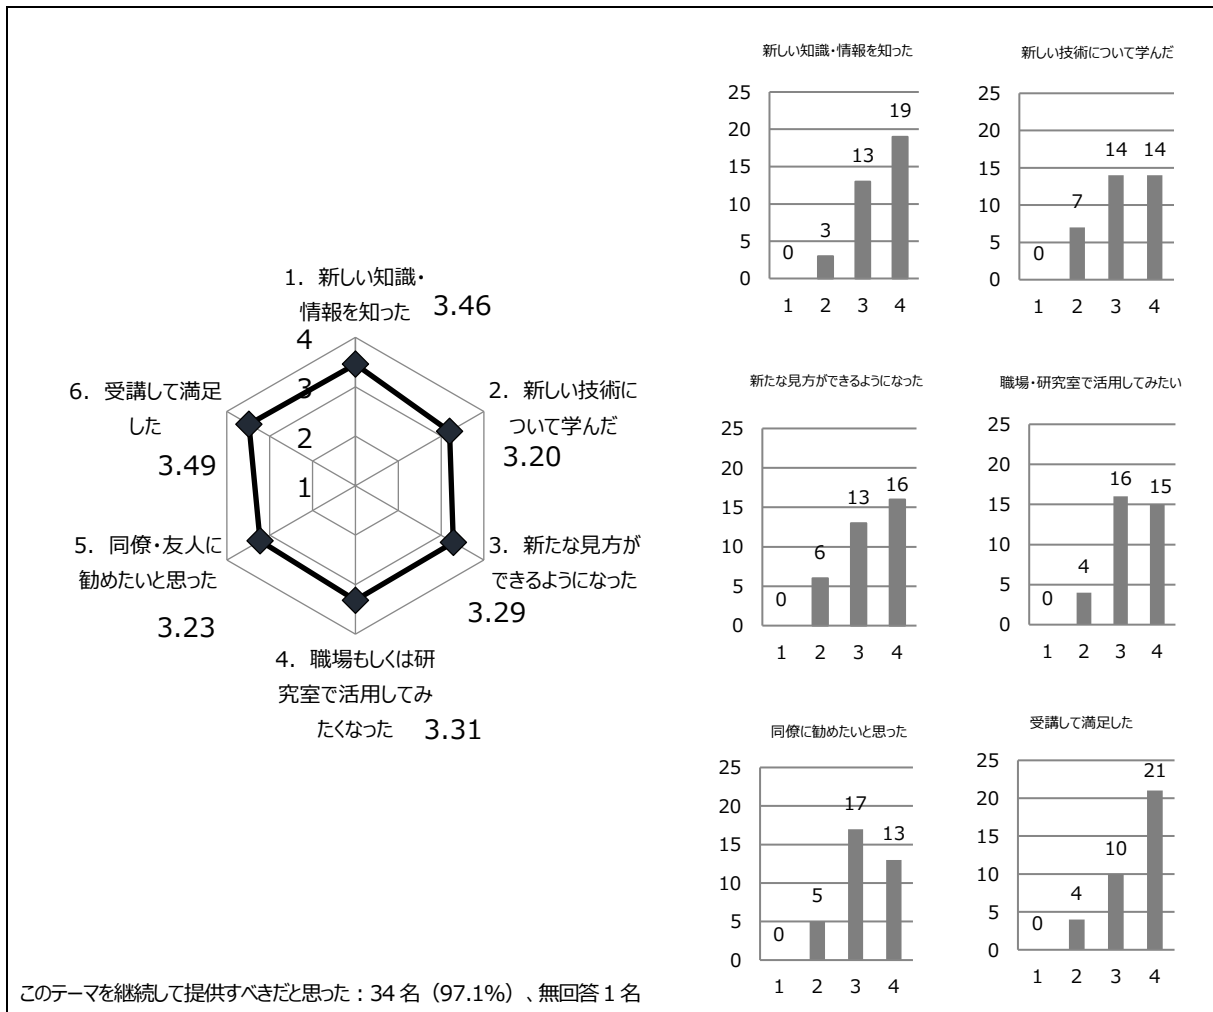 1. 新しい知識・
情報を知った 3.46
4
3
2
1
2. 新しい技術に
ついて学んだ
3.20
3. 新たな見方が
できるようになった
3.29
4. 職場もしくは研
究室で活用してみ
たくなった 3.31
5. 同僚・友人に
勧めたいと思った
3.23
6. 受講して満足
した
3.49
新しい知識・情報を知った
25
20
15
10
5
0
0
3
13
19
1 2 3 4
新しい技術について学んだ
25
20
15
10
5
0
0
7
14
14
1 2 3 4
新たな見方ができるようになった
25
20
15
10
5
0
0
6
13
16
1 2 3 4
職場・研究室で活用してみたい
25
20
15
10
5
0
0
4
16
15
1 2 3 4
同僚に勧めたいと思った
25
20
15
10
5
0
0
5
17
13
1 2 3 4
受講して満足した
25
20
15
10
5
0
0
4
10
21
1 2 3 4
このテーマを継続して提供すべきだと思った：34 名（97.1%）、無回答 1 名